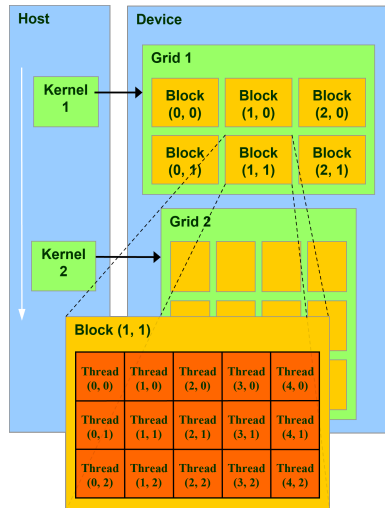 Host
Device
Grid 1
Kernel
1
Block
(0, 0)
Block
(1, 0)
Block
(2, 0)
Block
(0, 1)
Block
(1, 1)
Block
(2, 1)
Grid 2
Kernel
2
Block (1, 1)
Thread
(0, 0)
Thread
(1, 0)
Thread
(2, 0)
Thread
(3, 0)
Thread
(4, 0)
Thread
(0, 1)
Thread
(1, 1)
Thread
(2, 1)
Thread
(3, 1)
Thread
(4, 1)
Thread
(0, 2)
Thread
(1, 2)
Thread
(2, 2)
Thread
(3, 2)
Thread
(4, 2)